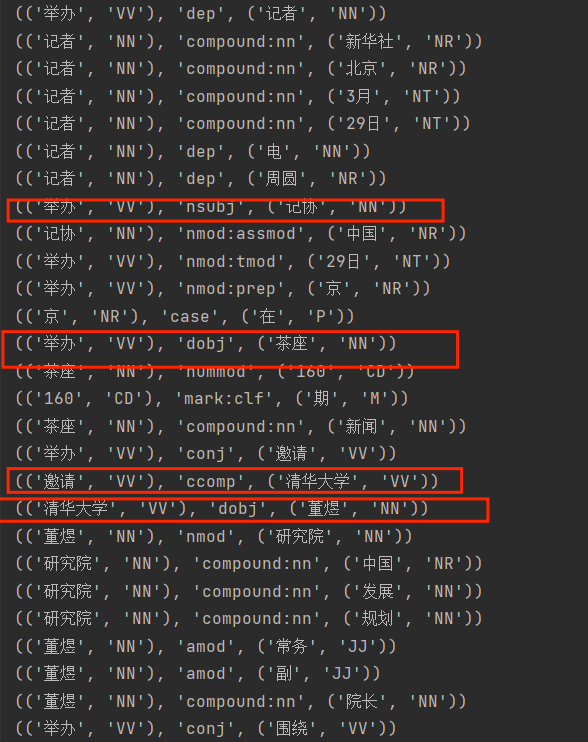 (('举办', 'VV'), 'dep', ('记者', 'NN'))
(('记者', 'NN'), 'compound:nn', ('新华社', 'NR'))
(('记者', 'NN'), 'compound:nn', ('北京', 'NR'))
(('记者', 'NN'), 'compound:nn', ('3月', 'NT'))
(('记者', 'NN'), 'compound:nn', ('29日', 'NT'))
(('记者', 'NN'), 'dep', ('电', 'NN'))
(('记者', 'NN'), 'dep', ('周圆', 'NR'))
(('举办', 'VV'), 'nsubj', ('记协', 'NN'))
(('记协', 'NN'), 'nmod:assmod', ('中国', 'NR'))
(('举办', 'VV'), 'nmod:tmod', ('29日', 'NT'))
(('举办', 'VV'), 'nmod:prep', ('京', 'NR'))
(('京', 'NR'), 'case', ('在', 'P'))
(('举办', 'VV'), 'dobj', ('茶座', 'NN'))
(('茶座', 'NN'), 'nummod', ('160', 'CD'))
(('160', 'CD'), 'mark:clf', ('期', 'M'))
(('茶座', 'NN'), 'compound:nn', ('新闻', 'NN'))
(('举办', 'VV'), 'conj', ('邀请', 'VV'))
(('邀请', 'VV'), 'ccomp', ('清华大学', 'VV'))
(('清华大学', 'VV'), 'dobj', ('董煜', 'NN'))
(('董煜', 'NN'), 'nmod', ('研究院', 'NN'))
(('研究院', 'NN'), 'compound:nn', ('中国', 'NR'))
(('研究院', 'NN'), 'compound:nn', ('发展', 'NN'))
(('研究院', 'NN'), 'compound:nn', ('规划', 'NN'))
(('董煜', 'NN'), 'amod', ('常务', 'JJ'))
(('董煜', 'NN'), 'amod', ('副', 'JJ'))
(('董煜', 'NN'), 'compound:nn', ('院长', 'NN'))
(('举办', 'VV'), 'conj', ('围绕', 'VV'))